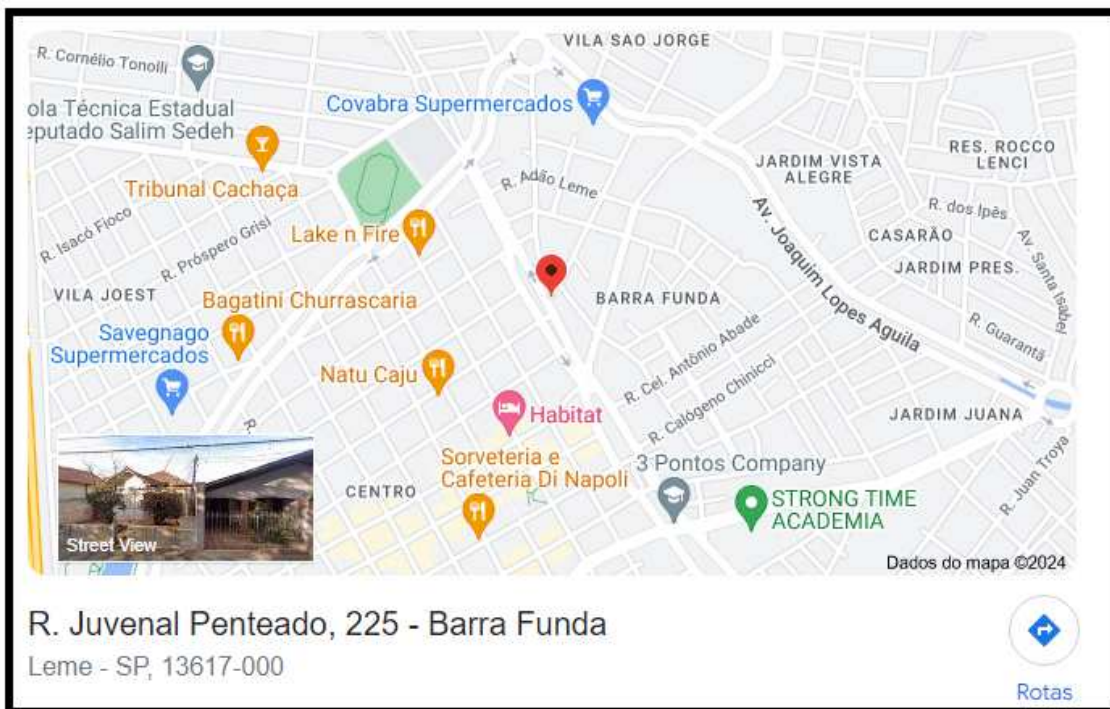 VILA SAO JORGE
R. Cornélio Tonolli
ola Técnica Estadual
eputado Salim Sedeh
Covabra Supermercados
Tribunal Cachaça
R. Adão Leme
JARDIM VISTA
ALEGRE
RES. ROCCO
LENCI
R. Isacó Fioco
R. Próspero Grisi
Lake n Fire
Av. Joaquim Lopes Aguila
R. dos Ipês
CASARÃO
JARDIM PRES.
Av. Santa Isabel
VILA JOEST
Bagatini Churrascaria
BARRA FUNDA
Savegnago
Supermercados
R. Guarantã
Natu Caju
R. Cel. Antônio Abade
R. Calógeno Chinicci
Habitat
JARDIM JUANA
R.
Sorveteria e
Cafeteria Di Napoli
3 Pontos Company
R. Juan Troya
CENTRO
STRONG TIME
ACADEMIA
Street View
Dados do mapa ©2024
R. Juvenal Penteado, 225 - Barra Funda
Leme - SP, 13617-000
Rotas